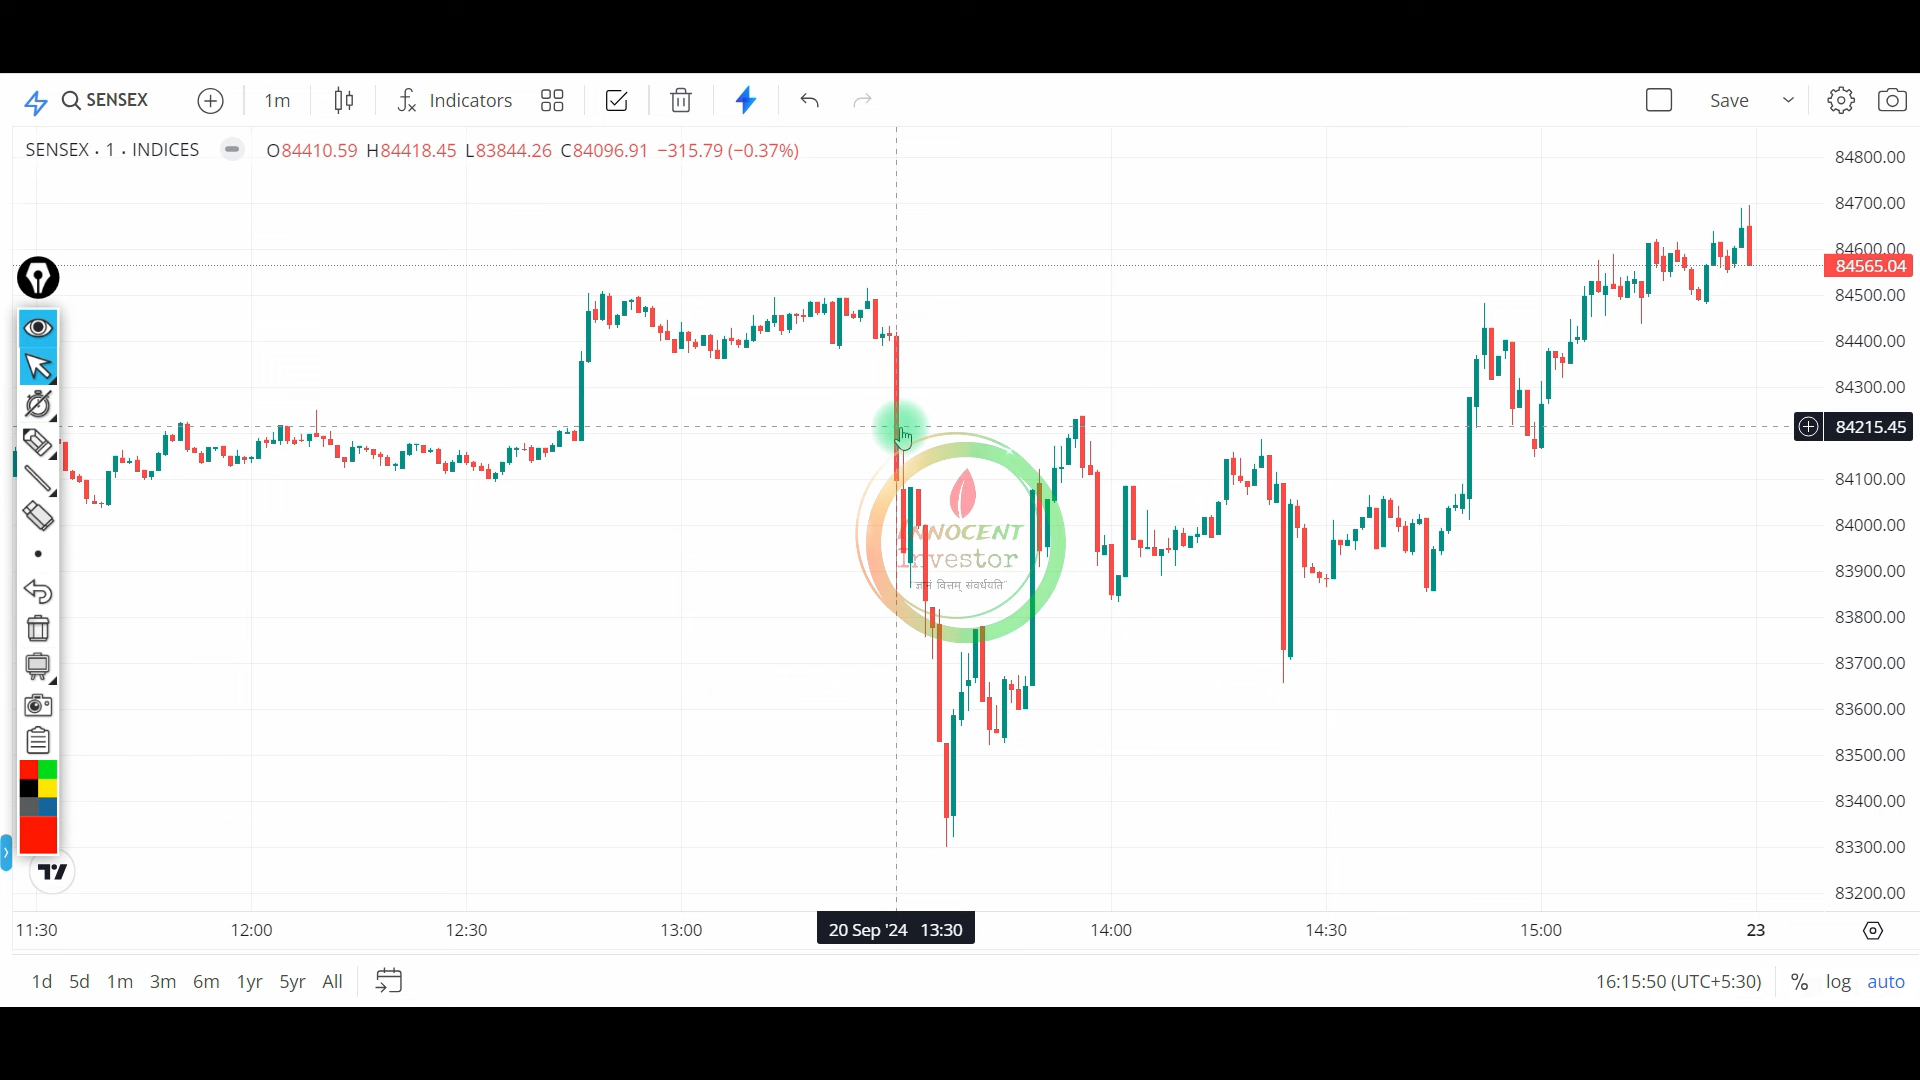 SENSEX 1m Indicators Save
SENSEX · 1 · INDICES O84410.59 H84418.45 L83844.26 C84096.91 −315.79 (−0.37%)
84800.00
84700.00
84600.00
84565.04
84500.00
84400.00
84300.00
84215.45
84100.00
84000.00
83900.00
83800.00
83700.00
83600.00
83500.00
83400.00
83300.00
83200.00
INNOCENT
investor
ज्ञानं वित्तम् संवर्धयति
11:30 12:00 12:30 13:00 20 Sep '24 13:30 14:00 14:30 15:00 23
1d 5d 1m 3m 6m 1yr 5yr All 16:15:50 (UTC+5:30) % log auto